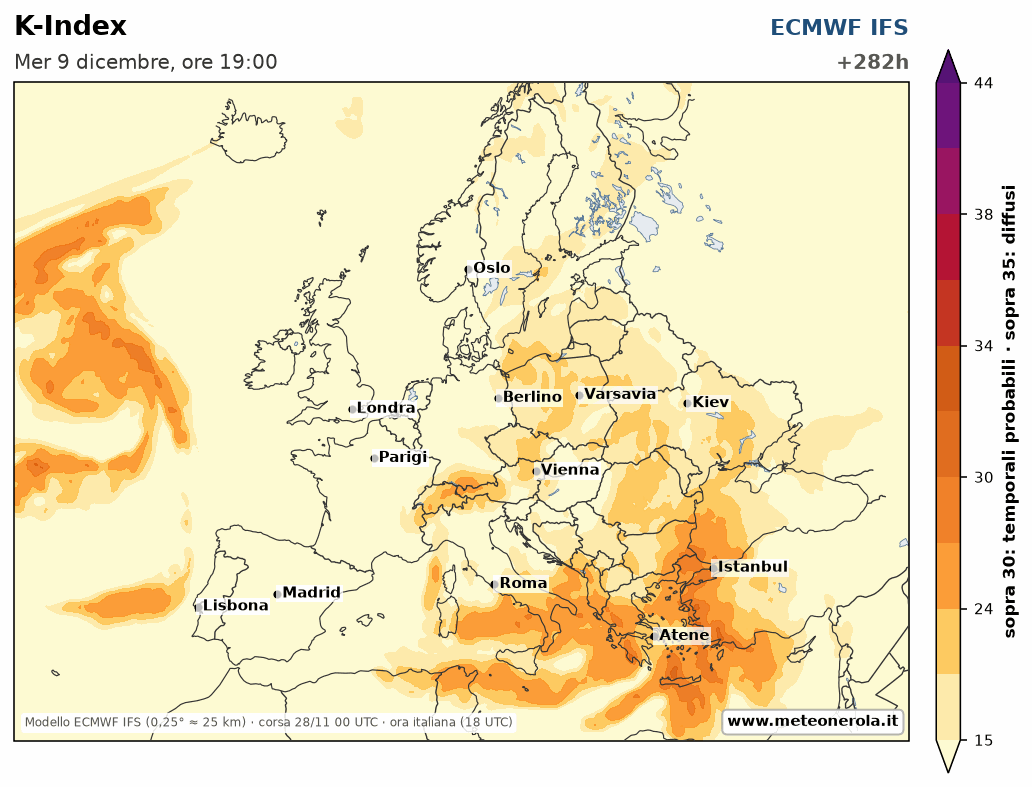 K-Index
ECMWF IFS
Mer 9 dicembre, ore 19:00
+282h
44
38
34
30
24
15
sopra 30: temporali probabili · sopra 35: diffusi
Oslo
Londra
Berlino
Varsavia
Kiev
Parigi
Vienna
Istanbul
Roma
Madrid
Lisbona
Atene
Modello ECMWF IFS (0,25° ≈ 25 km) · corsa 28/11 00 UTC · ora italiana (18 UTC)
www.meteonerola.it